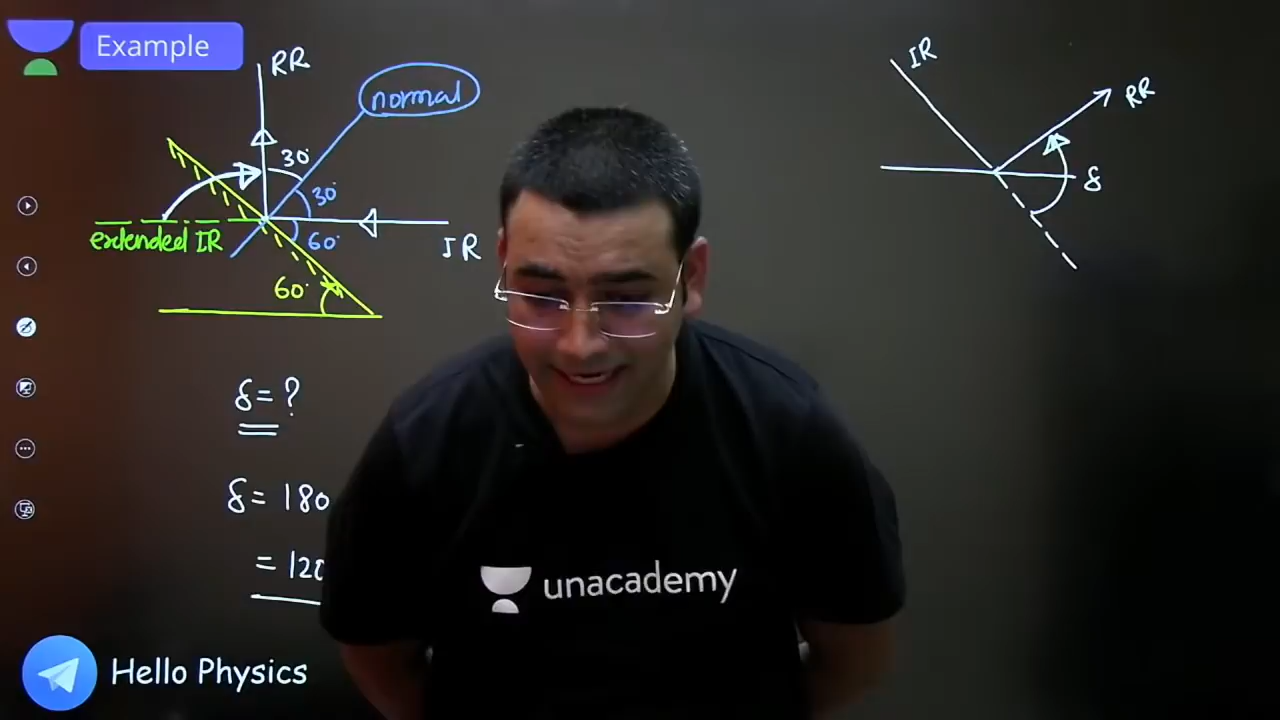 Example
RR
normal
30°
30°
60°
extended IR
IR
60°
δ = ?
δ = 180
= 120
IR
RR
δ
unacademy
Hello Physics